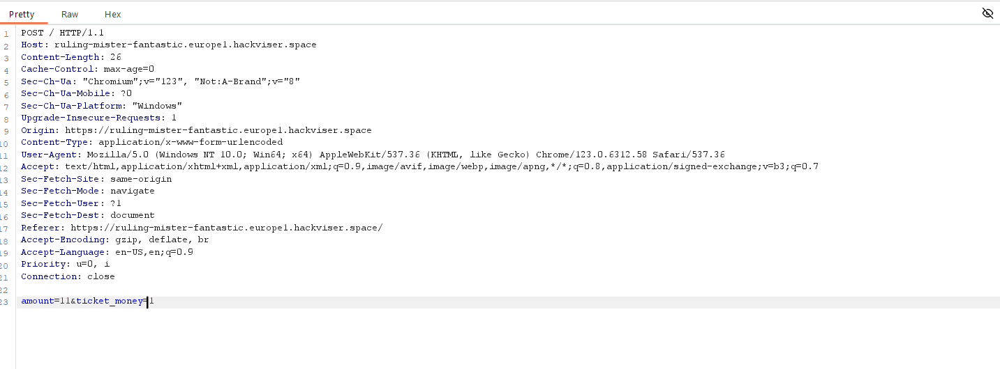 Pretty Raw Hex
1 POST / HTTP/1.1
2 Host: ruling-mister-fantastic.europe1.hackviser.space
3 Content-Length: 26
4 Cache-Control: max-age=0
5 Sec-Ch-Ua: "Chromium";v="123", "Not:A-Brand";v="8"
6 Sec-Ch-Ua-Mobile: ?0
7 Sec-Ch-Ua-Platform: "Windows"
8 Upgrade-Insecure-Requests: 1
9 Origin: https://ruling-mister-fantastic.europe1.hackviser.space
10 Content-Type: application/x-www-form-urlencoded
11 User-Agent: Mozilla/5.0 (Windows NT 10.0; Win64; x64) AppleWebKit/537.36 (KHTML, like Gecko) Chrome/123.0.6312.58 Safari/537.36
12 Accept: text/html,application/xhtml+xml,application/xml;q=0.9,image/avif,image/webp,image/apng,*/*;q=0.8,application/signed-exchange;v=b3;q=0.7
13 Sec-Fetch-Site: same-origin
14 Sec-Fetch-Mode: navigate
15 Sec-Fetch-User: ?1
16 Sec-Fetch-Dest: document
17 Referer: https://ruling-mister-fantastic.europe1.hackviser.space/
18 Accept-Encoding: gzip, deflate, br
19 Accept-Language: en-US,en;q=0.9
20 Priority: u=0, i
21 Connection: close
22
23 amount=11&ticket_money=1